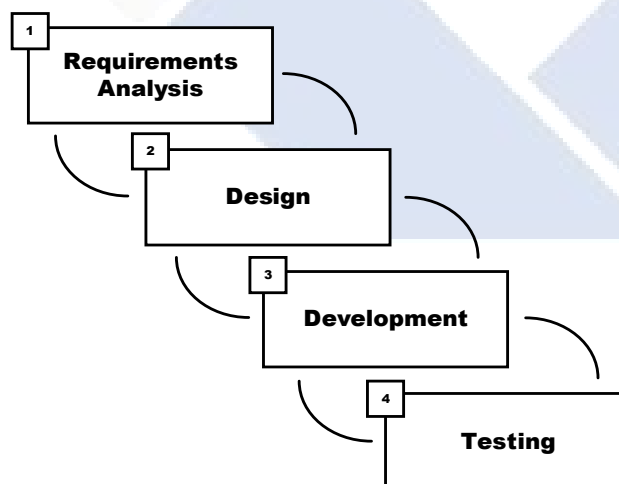 1
Requirements
Analysis
2
Design
3
Development
4
Testing